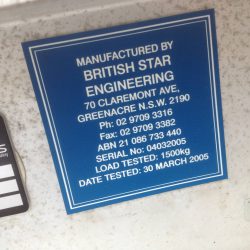 MANUFACTURED BY
BRITISH STAR
ENGINEERING
70 CLAREMONT AVE,
GREENACRE N.S.W. 2190
Ph: 02 9709 3316
Fax: 02 9709 3382
ABN 21 086 733 440
SERIAL No: 04032005
LOAD TESTED: 1500kg
DATE TESTED: 30 MARCH 2005